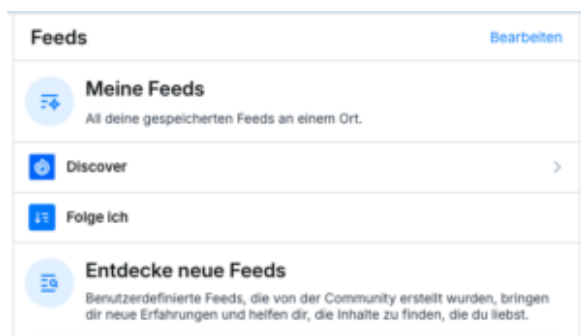 Feeds
Bearbeiten
Meine Feeds
All deine gespeicherten Feeds an einem Ort.
Discover
Folge ich
Entdecke neue Feeds
Benutzerdefinierte Feeds, die von der Community erstellt wurden, bringen
dir neue Erfahrungen und helfen dir, die Inhalte zu finden, die du liebst.